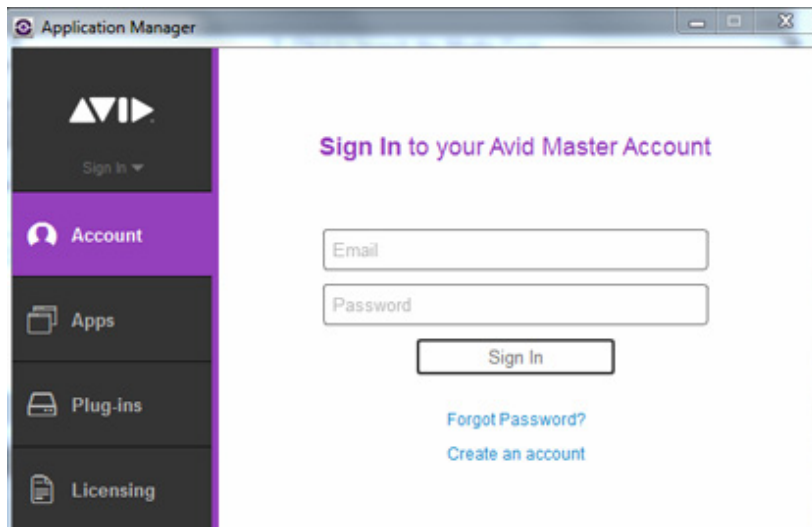 Application Manager
AVID
Sign In
Account
Apps
Plug-ins
Licensing
Sign In to your Avid Master Account
Email
Password
Sign In
Forgot Password?
Create an account